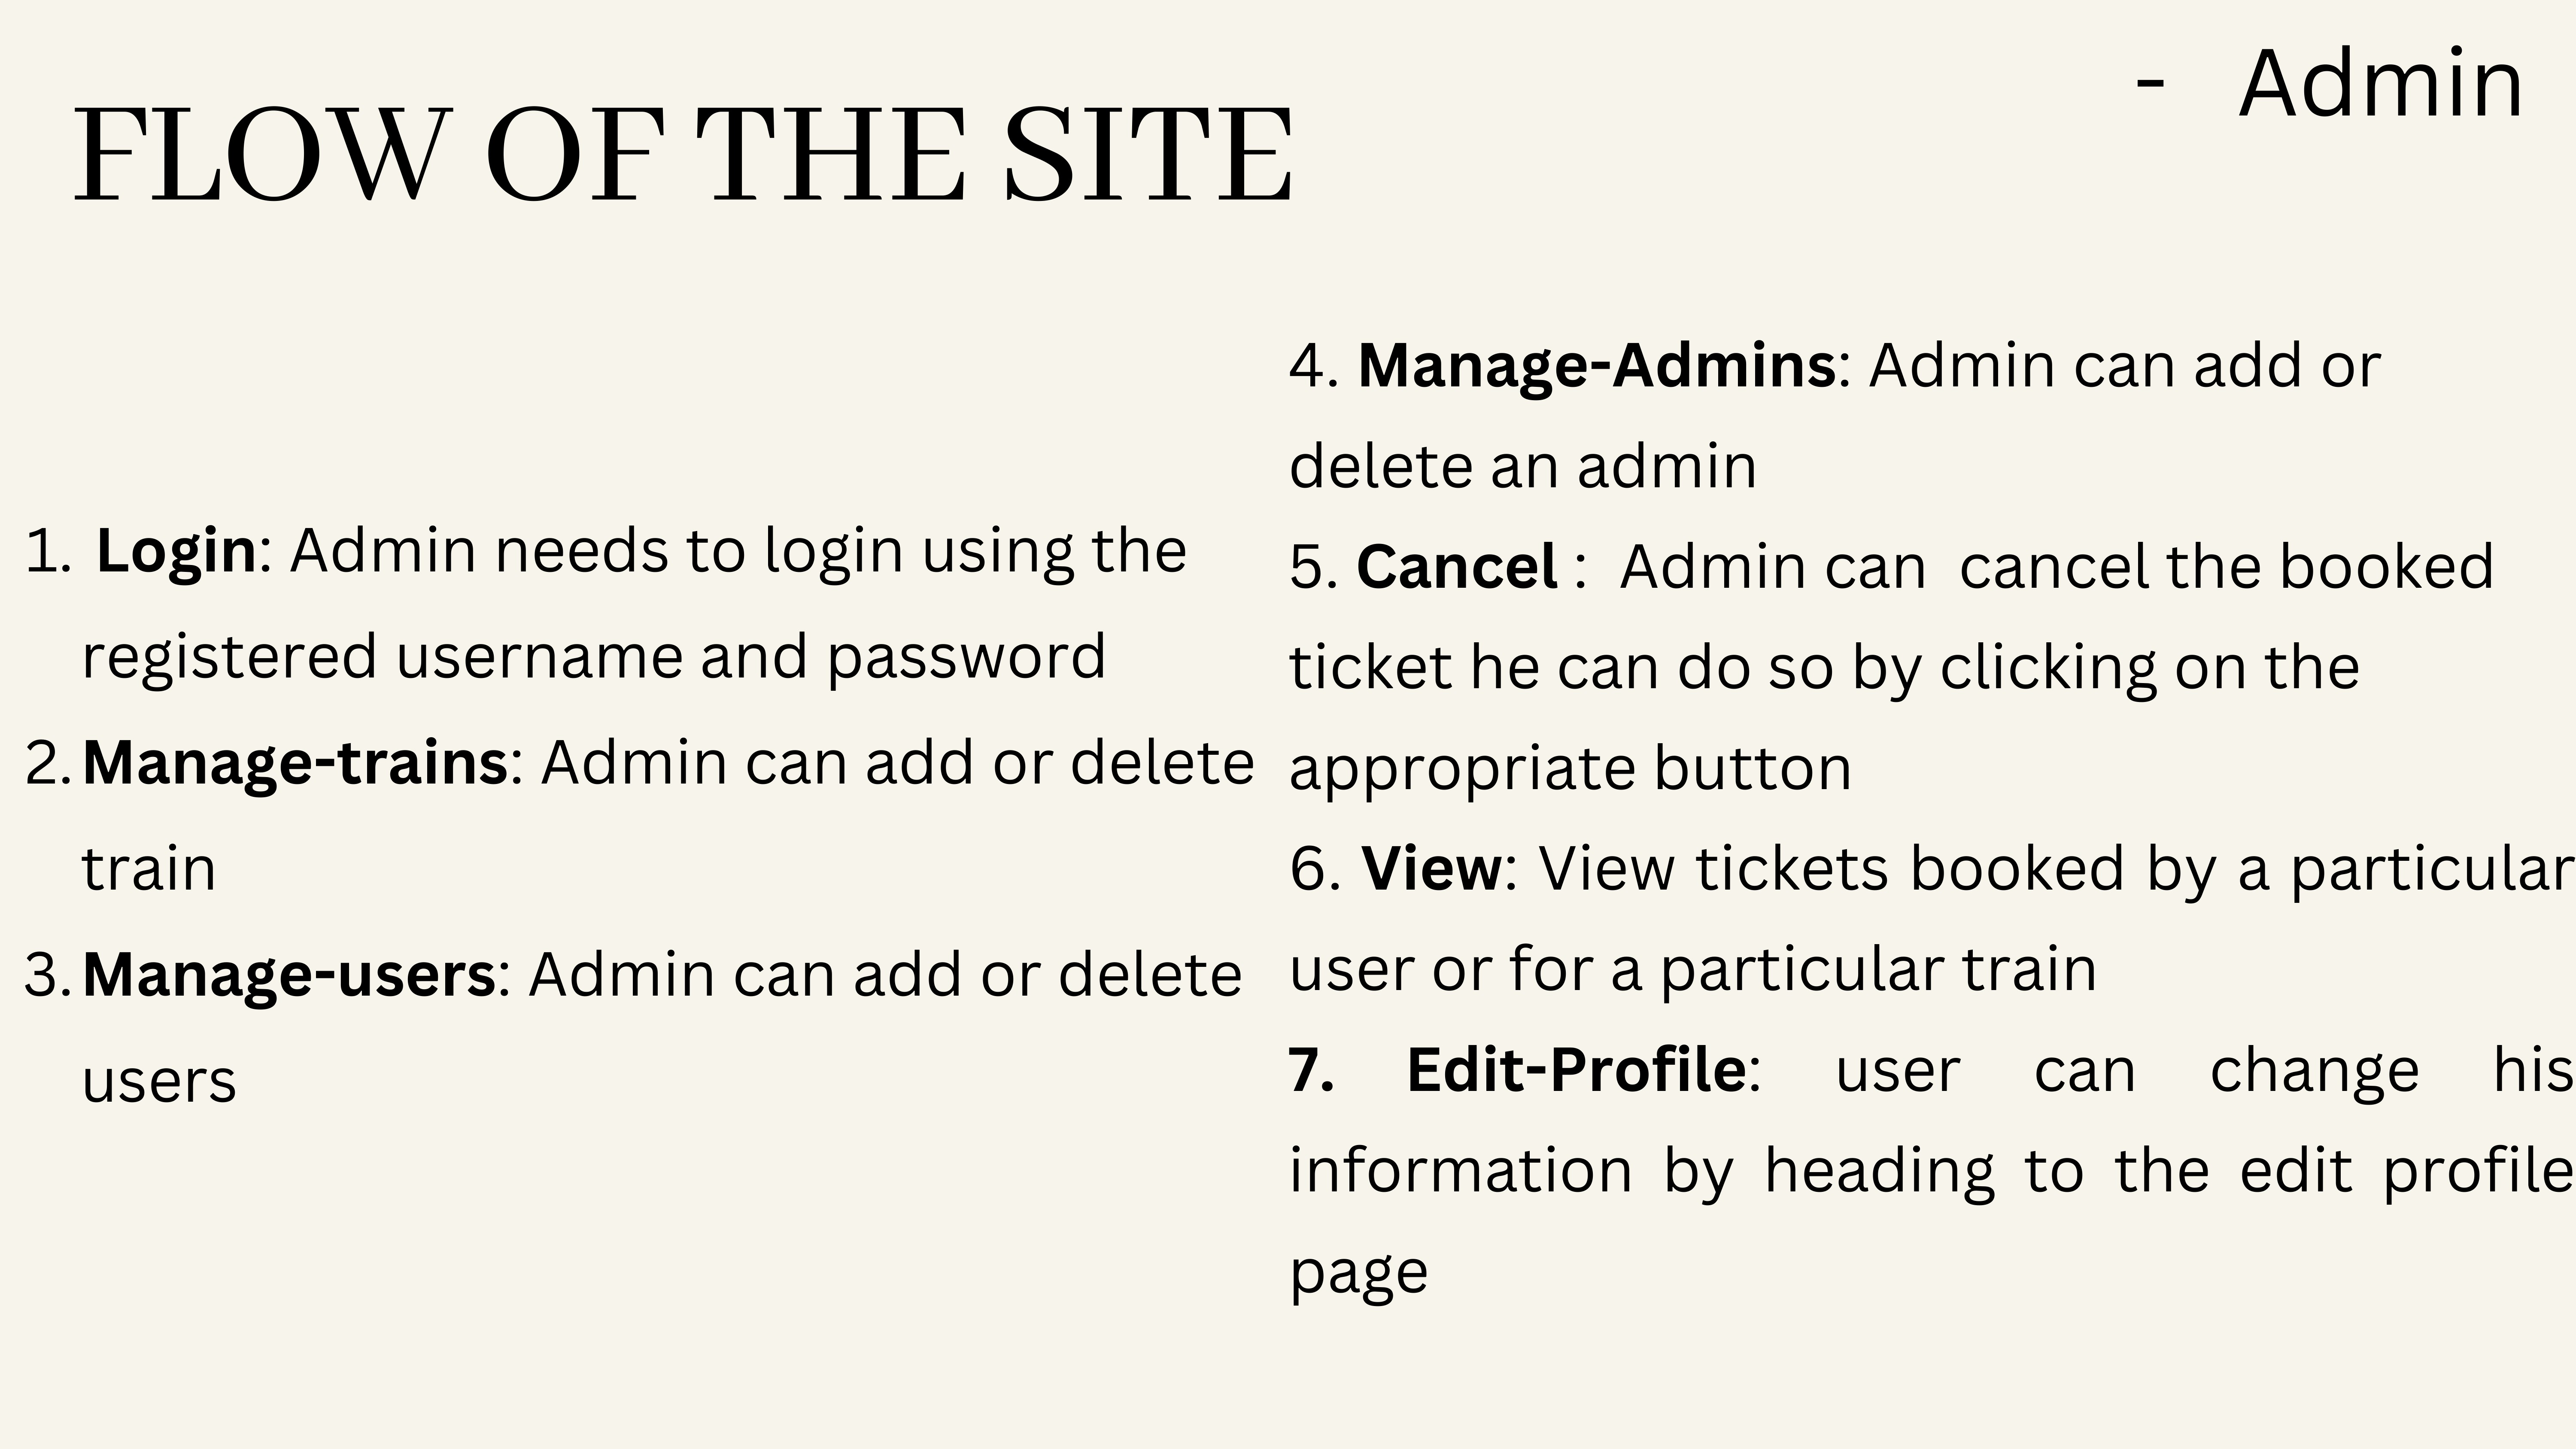 - Admin
FLOW OF THE SITE
1. Login: Admin needs to login using the
registered username and password
2. Manage-trains: Admin can add or delete
train
3. Manage-users: Admin can add or delete
users
4. Manage-Admins: Admin can add or
delete an admin
5. Cancel :  Admin can  cancel the booked
ticket he can do so by clicking on the
appropriate button
6. View: View tickets booked by a particular
user or for a particular train
7. Edit-Profile: user can change his
information by heading to the edit profile
page